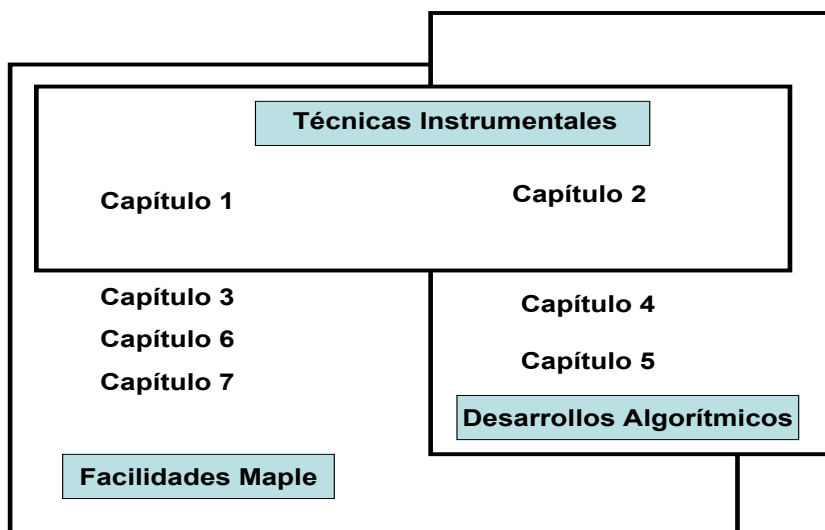 Técnicas Instrumentales
Capítulo 1
Capítulo 2
Capítulo 3
Capítulo 6
Capítulo 7
Capítulo 4
Capítulo 5
Desarrollos Algorítmicos
Facilidades Maple